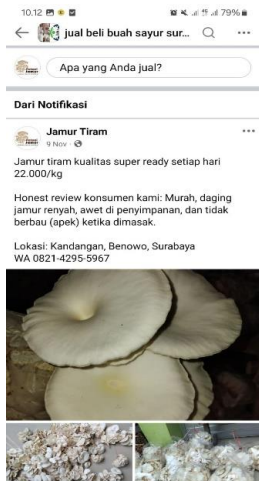 10.12
79%
jual beli buah sayur sur...
Apa yang Anda jual?
Dari Notifikasi
Jamur Tiram
9 Nov ·
Jamur tiram kualitas super ready setiap hari
22.000/kg
Honest review konsumen kami: Murah, daging
jamur renyah, awet di penyimpanan, dan tidak
berbau (apek) ketika dimasak.
Lokasi: Kandangan, Benowo, Surabaya
WA 0821-4295-5967